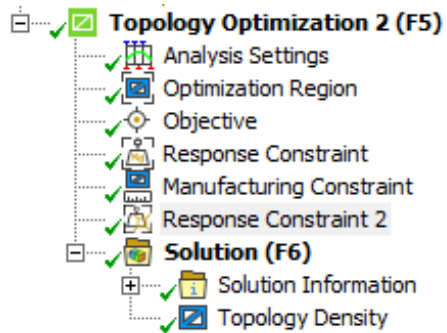 Topology Optimization 2 (F5)
Analysis Settings
Optimization Region
Objective
Response Constraint
Manufacturing Constraint
Response Constraint 2
Solution (F6)
Solution Information
Topology Density